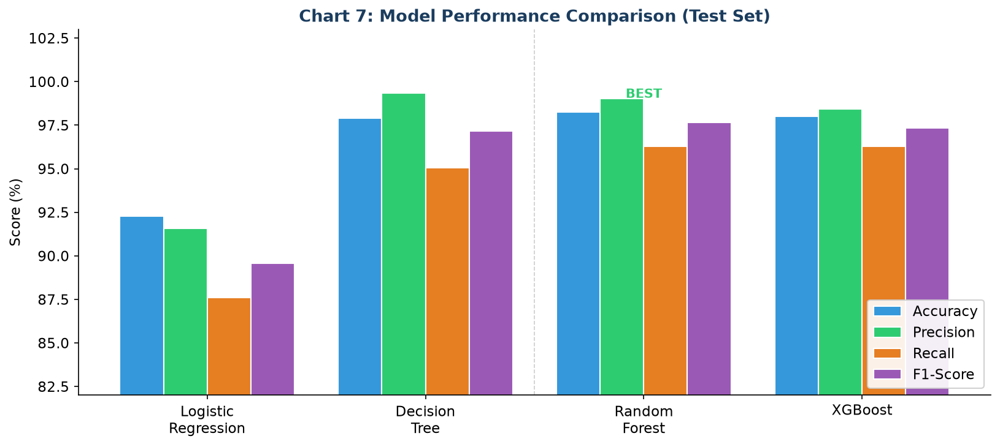 Chart 7: Model Performance Comparison (Test Set)
102.5
100.0
97.5
95.0
92.5
90.0
87.5
85.0
82.5
Score (%)
BEST
Accuracy
Precision
Recall
F1-Score
Logistic
Regression
Decision
Tree
Random
Forest
XGBoost